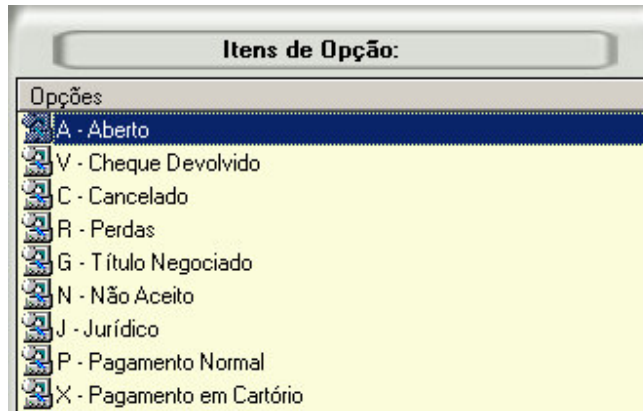 Itens de Opção:
Opções
A - Aberto
V - Cheque Devolvido
C - Cancelado
R - Perdas
G - Título Negociado
N - Não Aceito
J - Jurídico
P - Pagamento Normal
X - Pagamento em Cartório